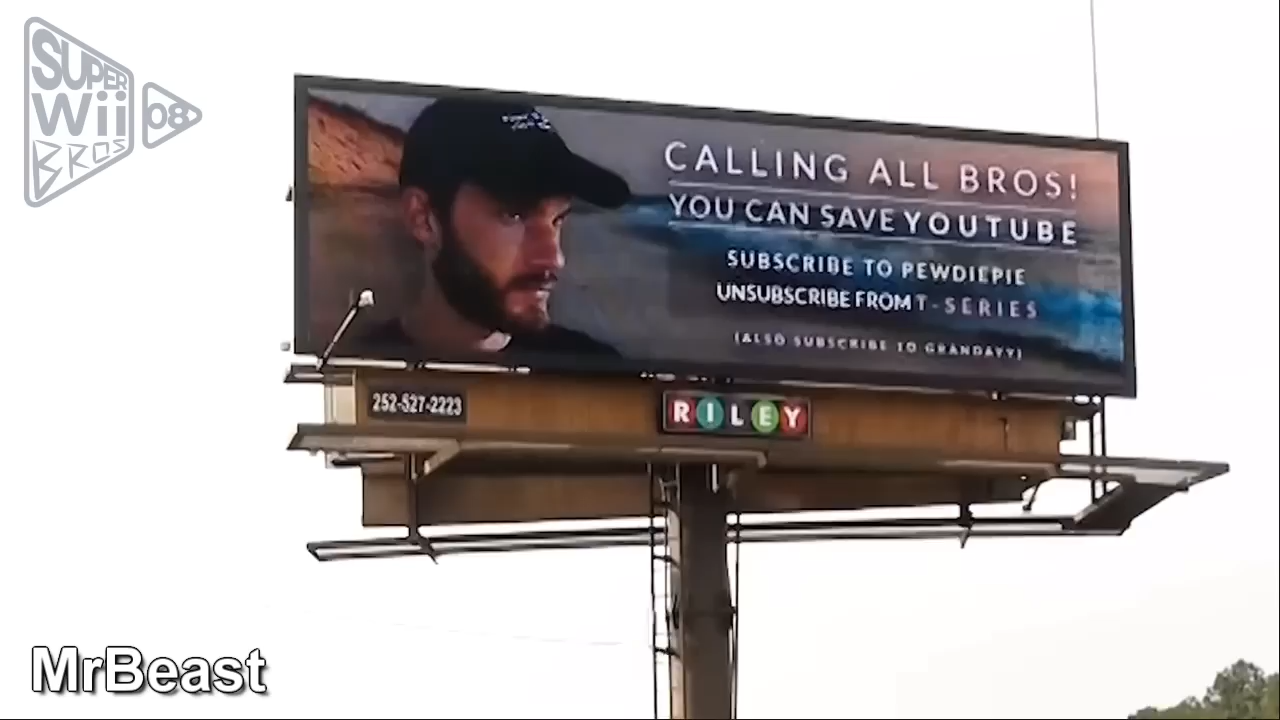 SUPER
Wii 08
BROS
CALLING ALL BROS!
YOU CAN SAVE YOUTUBE
SUBSCRIBE TO PEWDIEPIE
UNSUBSCRIBE FROM T-SERIES
(ALSO SUBSCRIBE TO GRANDAYY)
252-527-2223
RILEY
MrBeast